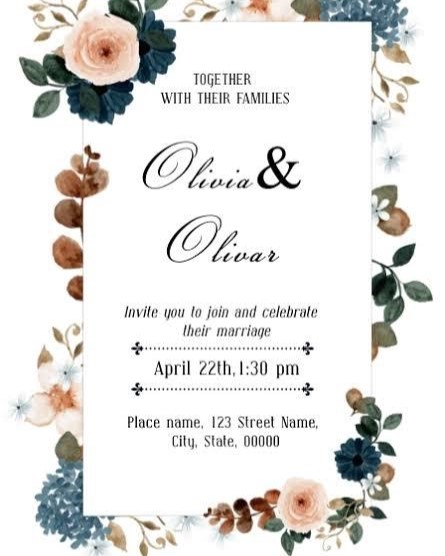 TOGETHER
WITH THEIR FAMILIES
Olivia &
Olivar
Invite you to join and celebrate
their marriage
April 22th,1:30 pm
Place name, 123 Street Name,
City, State, 00000